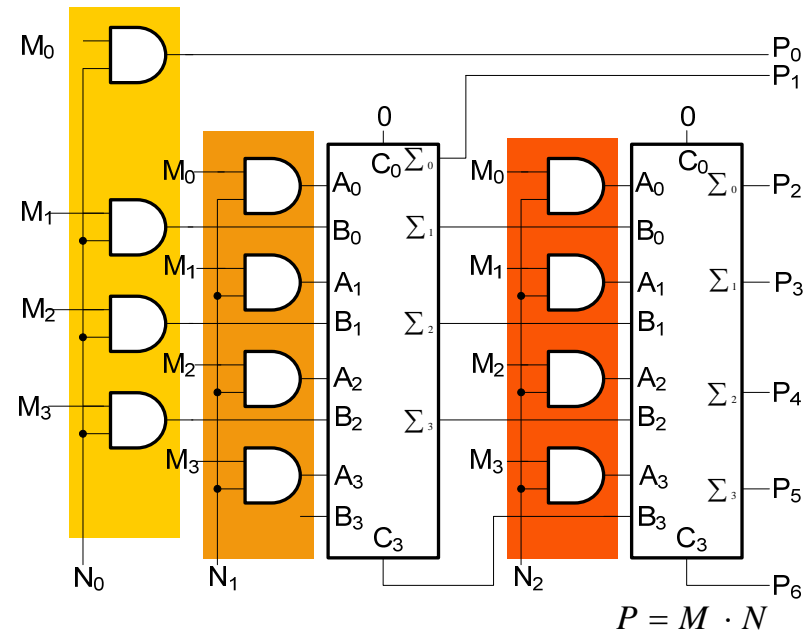 M₀ P₀
P₁
0 0
M₀ C₀ Σ₀ M₀ C₀
A₀ A₀ Σ₀ P₂
M₁ B₀ Σ₁ B₀
M₁ M₁
A₁ A₁ Σ₁ P₃
M₂ B₁ Σ₂ B₁
M₂ M₂
A₂ A₂ Σ₂ P₄
M₃ B₂ Σ₃ B₂
M₃ M₃
A₃ A₃ Σ₃ P₅
B₃ B₃
C₃ C₃
N₀ N₁ N₂ P₆
P = M · N